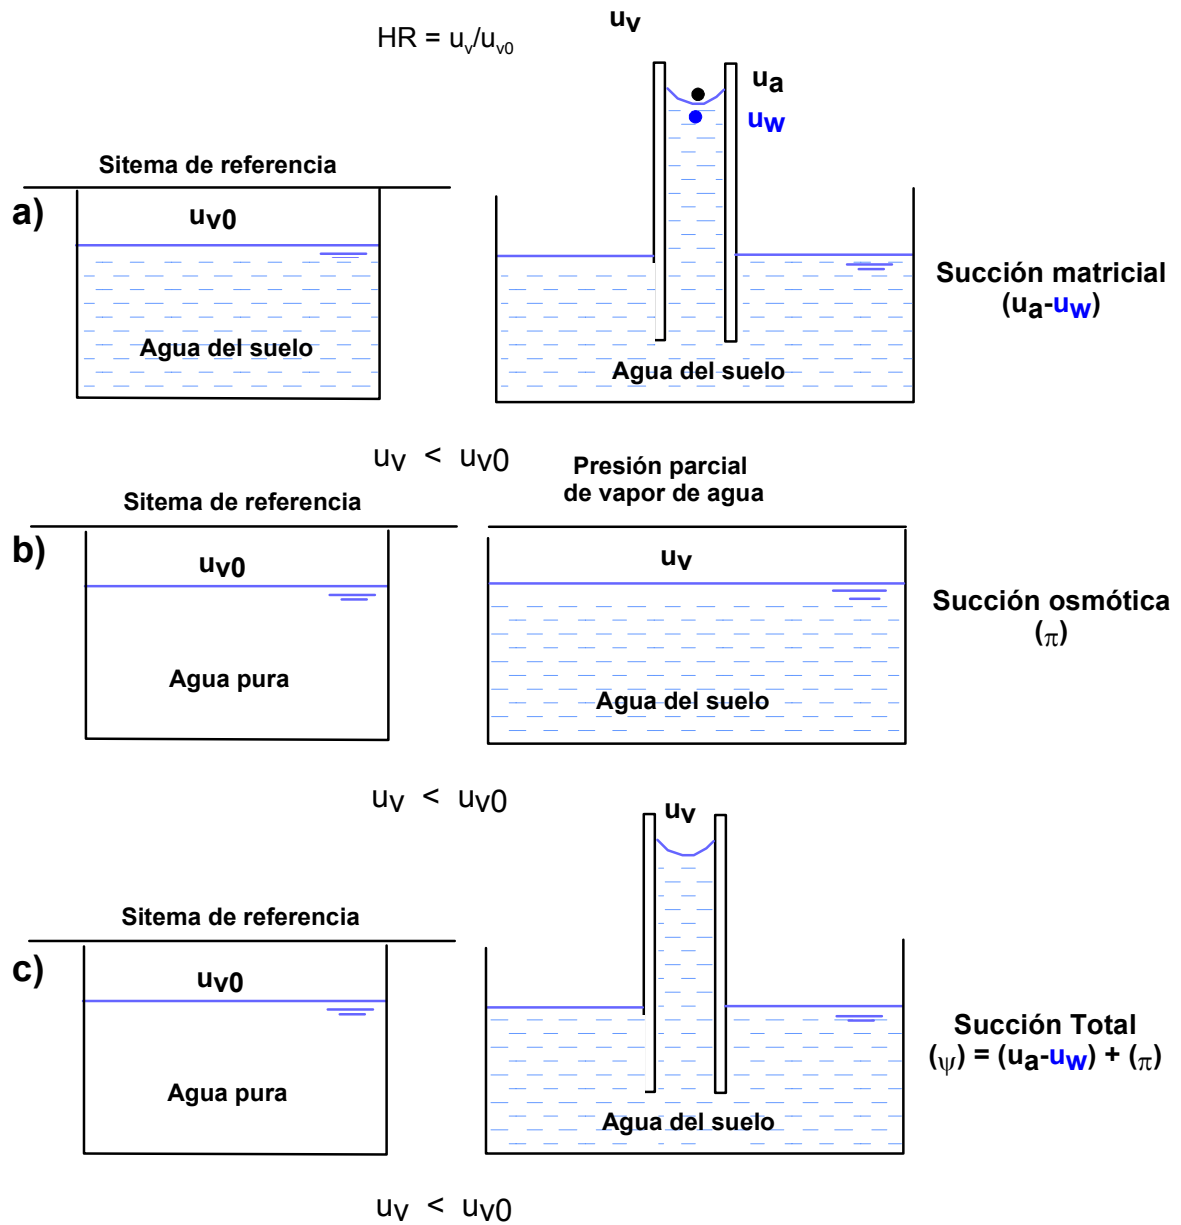 HR = uv/uv0
uv
ua
uw
Sitema de referencia
a)
uv0
Agua del suelo
Agua del suelo
Succión matricial
(ua-uw)
uv < uv0
Presión parcial
de vapor de agua
Sitema de referencia
b)
uv0
uv
Agua pura
Agua del suelo
Succión osmótica
(π)
uv < uv0
uv
Sitema de referencia
c)
uv0
Agua pura
Agua del suelo
Succión Total
(ψ) = (ua-uw) + (π)
uv < uv0